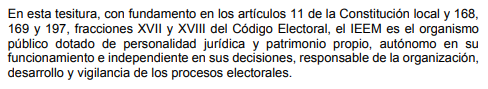 En esta tesitura, con fundamento en los artículos 11 de la Constitución local y 168,
169 y 197, fracciones XVII y XVIII del Código Electoral, el IEEM es el organismo
público dotado de personalidad jurídica y patrimonio propio, autónomo en su
funcionamiento e independiente en sus decisiones, responsable de la organización,
desarrollo y vigilancia de los procesos electorales.